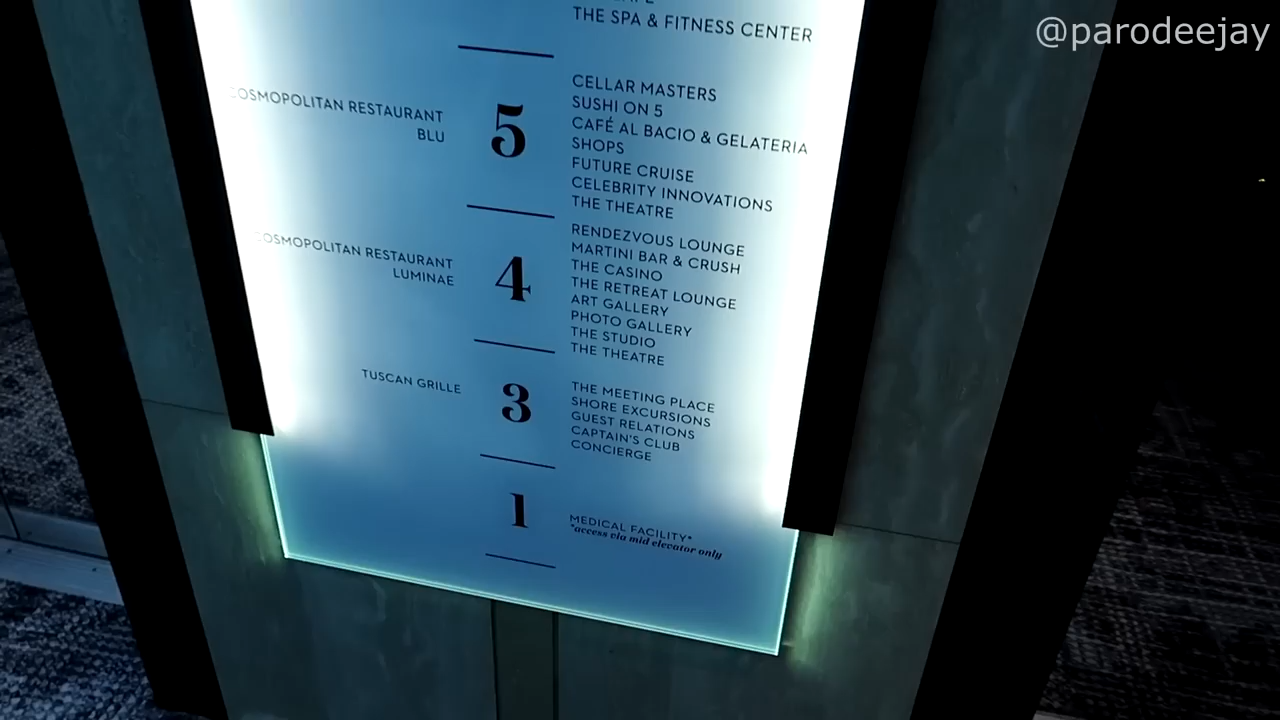 THE SPA & FITNESS CENTER
@parodeejay
COSMOPOLITAN RESTAURANT
BLU
5
CELLAR MASTERS
SUSHI ON 5
CAFÉ AL BACIO & GELATERIA
SHOPS
FUTURE CRUISE
CELEBRITY INNOVATIONS
THE THEATRE
COSMOPOLITAN RESTAURANT
LUMINAE
4
RENDEZVOUS LOUNGE
MARTINI BAR & CRUSH
THE CASINO
THE RETREAT LOUNGE
ART GALLERY
PHOTO GALLERY
THE STUDIO
THE THEATRE
TUSCAN GRILLE
3
THE MEETING PLACE
SHORE EXCURSIONS
GUEST RELATIONS
CAPTAIN'S CLUB
CONCIERGE
1
MEDICAL FACILITY*
*access via mid elevator only